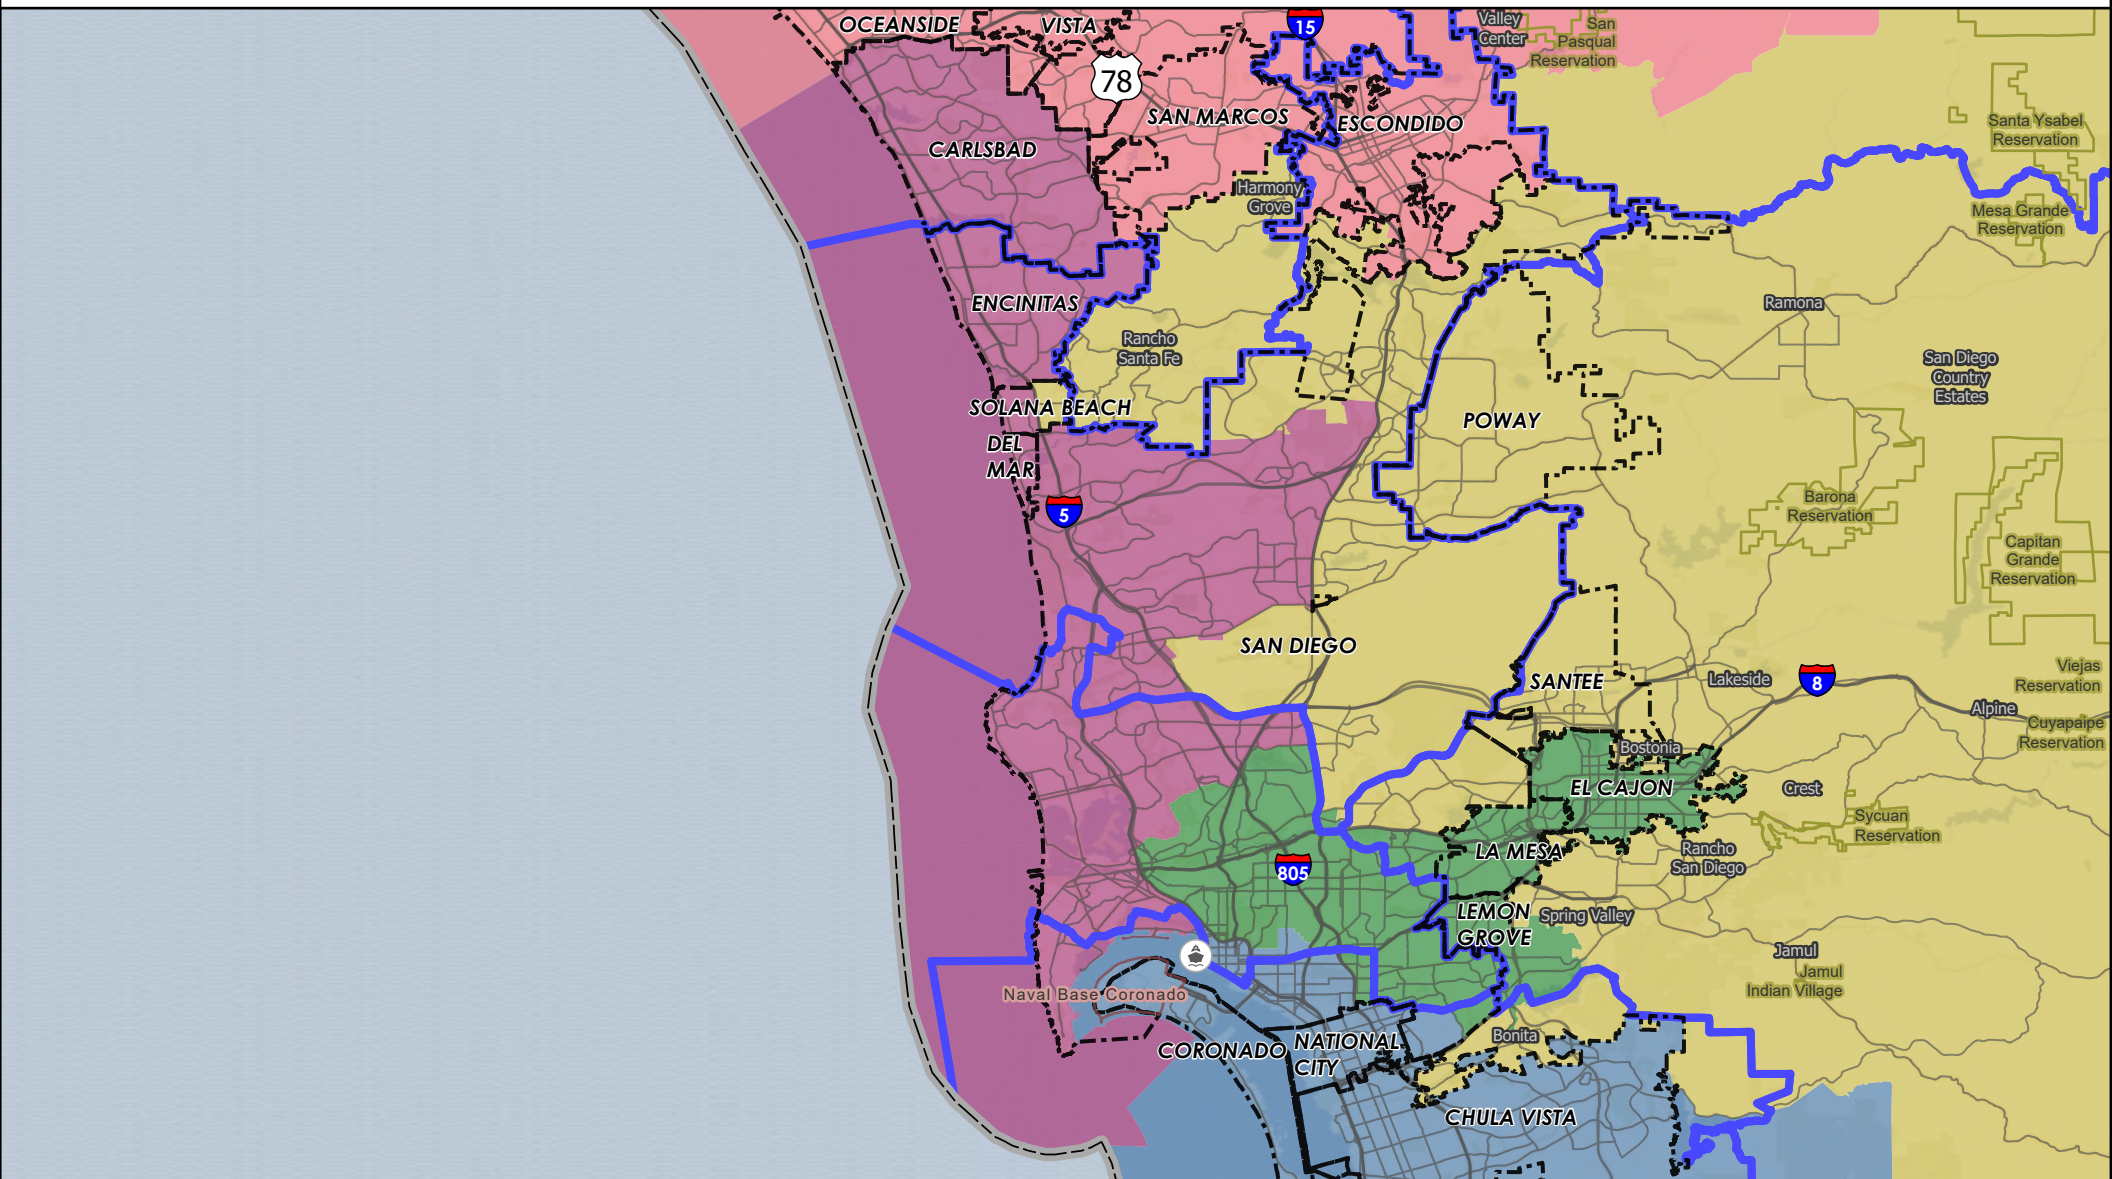 OCEANSIDE
VISTA
15
Valley
Center
San
Pasqual
Reservation
78
SAN MARCOS
ESCONDIDO
Santa Ysabel
Reservation
CARLSBAD
Harmony
Grove
Mesa Grande
Reservation
ENCINITAS
Ramona
Rancho
Santa Fe
San Diego
Country
Estates
SOLANA BEACH
POWAY
DEL
MAR
5
Barona
Reservation
Capitan
Grande
Reservation
SAN DIEGO
SANTEE
Lakeside
8
Viejas
Reservation
Alpine
Cuyapaipe
Reservation
Bostonia
EL CAJON
Crest
Sycuan
Reservation
LA MESA
Rancho
San Diego
805
LEMON
GROVE
Spring Valley
Jamul
Jamul
Indian Village
Naval Base Coronado
Bonita
CORONADO
NATIONAL
CITY
CHULA VISTA